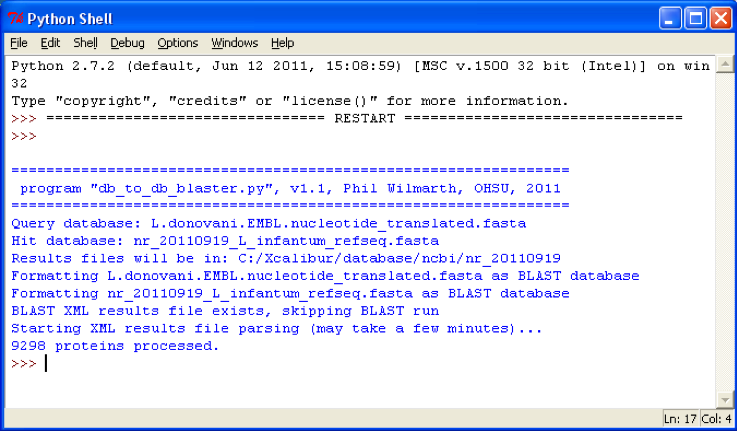 Python Shell
File Edit Shell Debug Options Windows Help
Python 2.7.2 (default, Jun 12 2011, 15:08:59) [MSC v.1500 32 bit (Intel)] on win
32
Type "copyright", "credits" or "license()" for more information.
>>> ================================ RESTART ================================
>>>
================================================================
program "db_to_db_blaster.py", v1.1, Phil Wilmarth, OHSU, 2011
================================================================
Query database: L.donovani.EMBL.nucleotide_translated.fasta
Hit database: nr_20110919_L_infantum_refseq.fasta
Results files will be in: C:/Xcalibur/database/ncbi/nr_20110919
Formatting L.donovani.EMBL.nucleotide_translated.fasta as BLAST database
Formatting nr_20110919_L_infantum_refseq.fasta as BLAST database
BLAST XML results file exists, skipping BLAST run
Starting XML results file parsing (may take a few minutes)...
9298 proteins processed.
>>>
Ln: 17 Col: 4